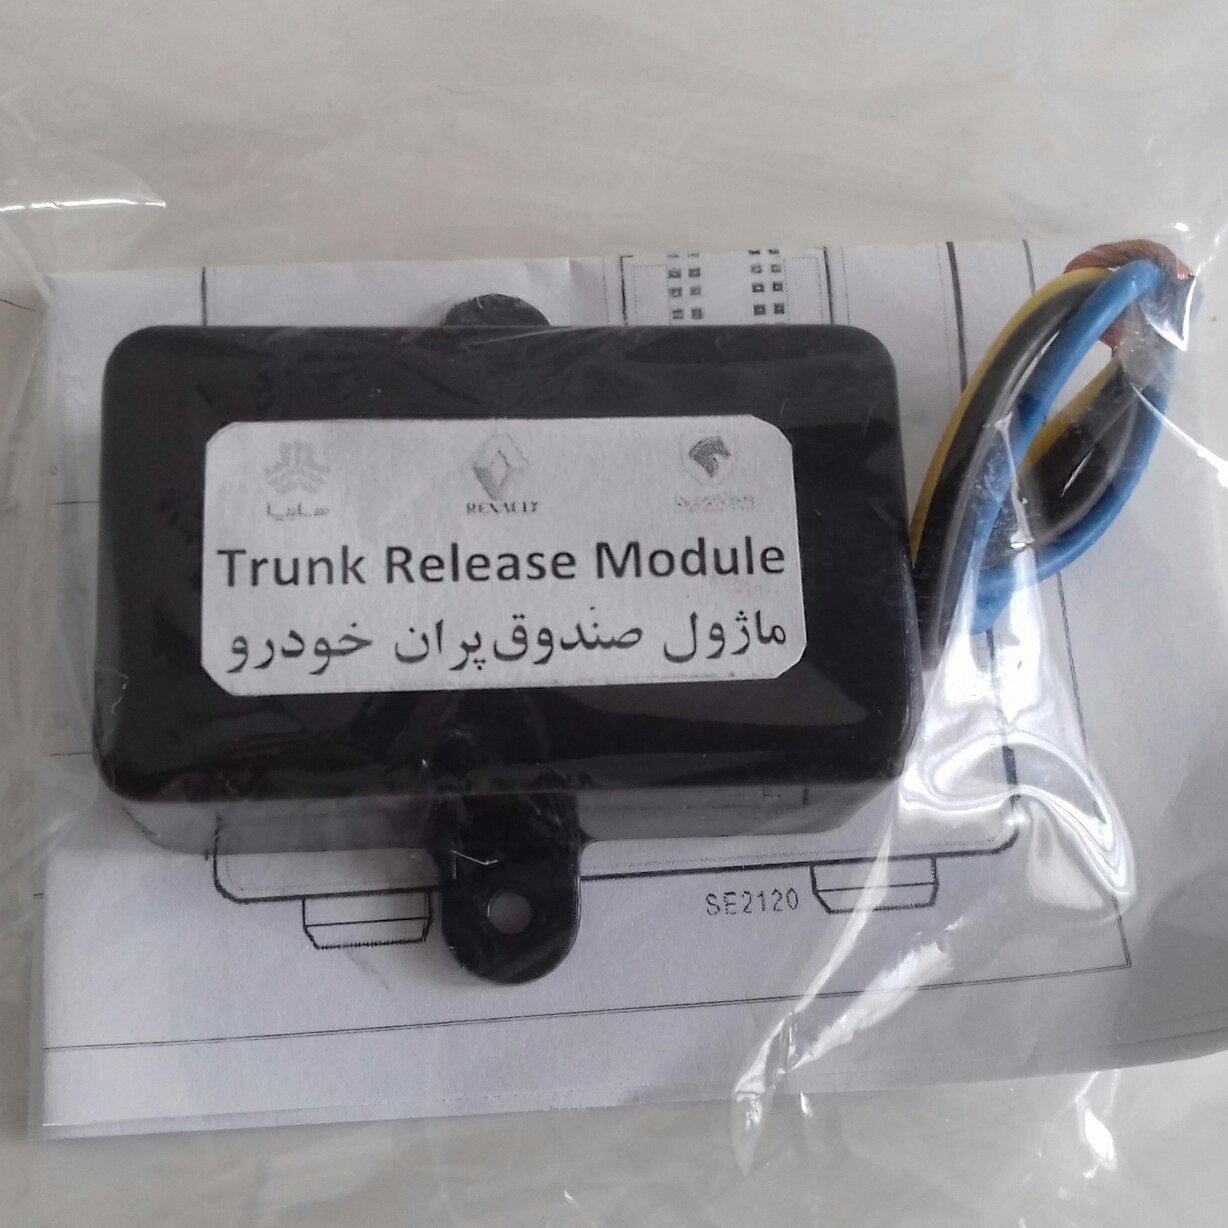 سایپا
RENAULT
Trunk Release Module
ماژول صندوق‌پران خودرو
SE2120